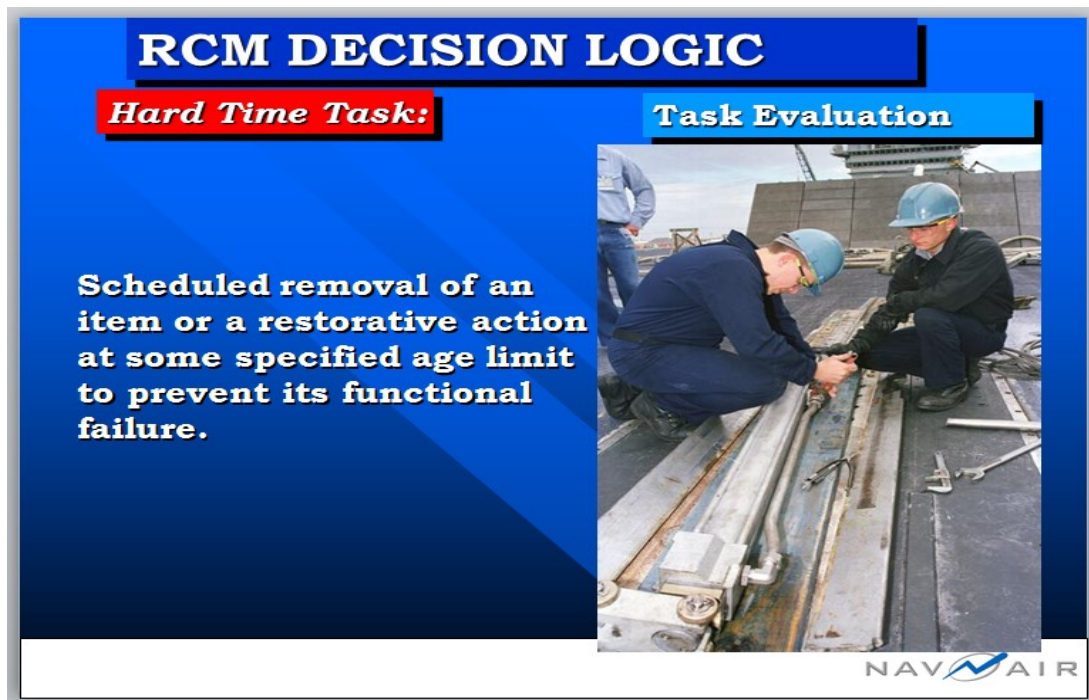 RCM DECISION LOGIC
Hard Time Task:
Task Evaluation
Scheduled removal of an
item or a restorative action
at some specified age limit
to prevent its functional
failure.
NAVAIR